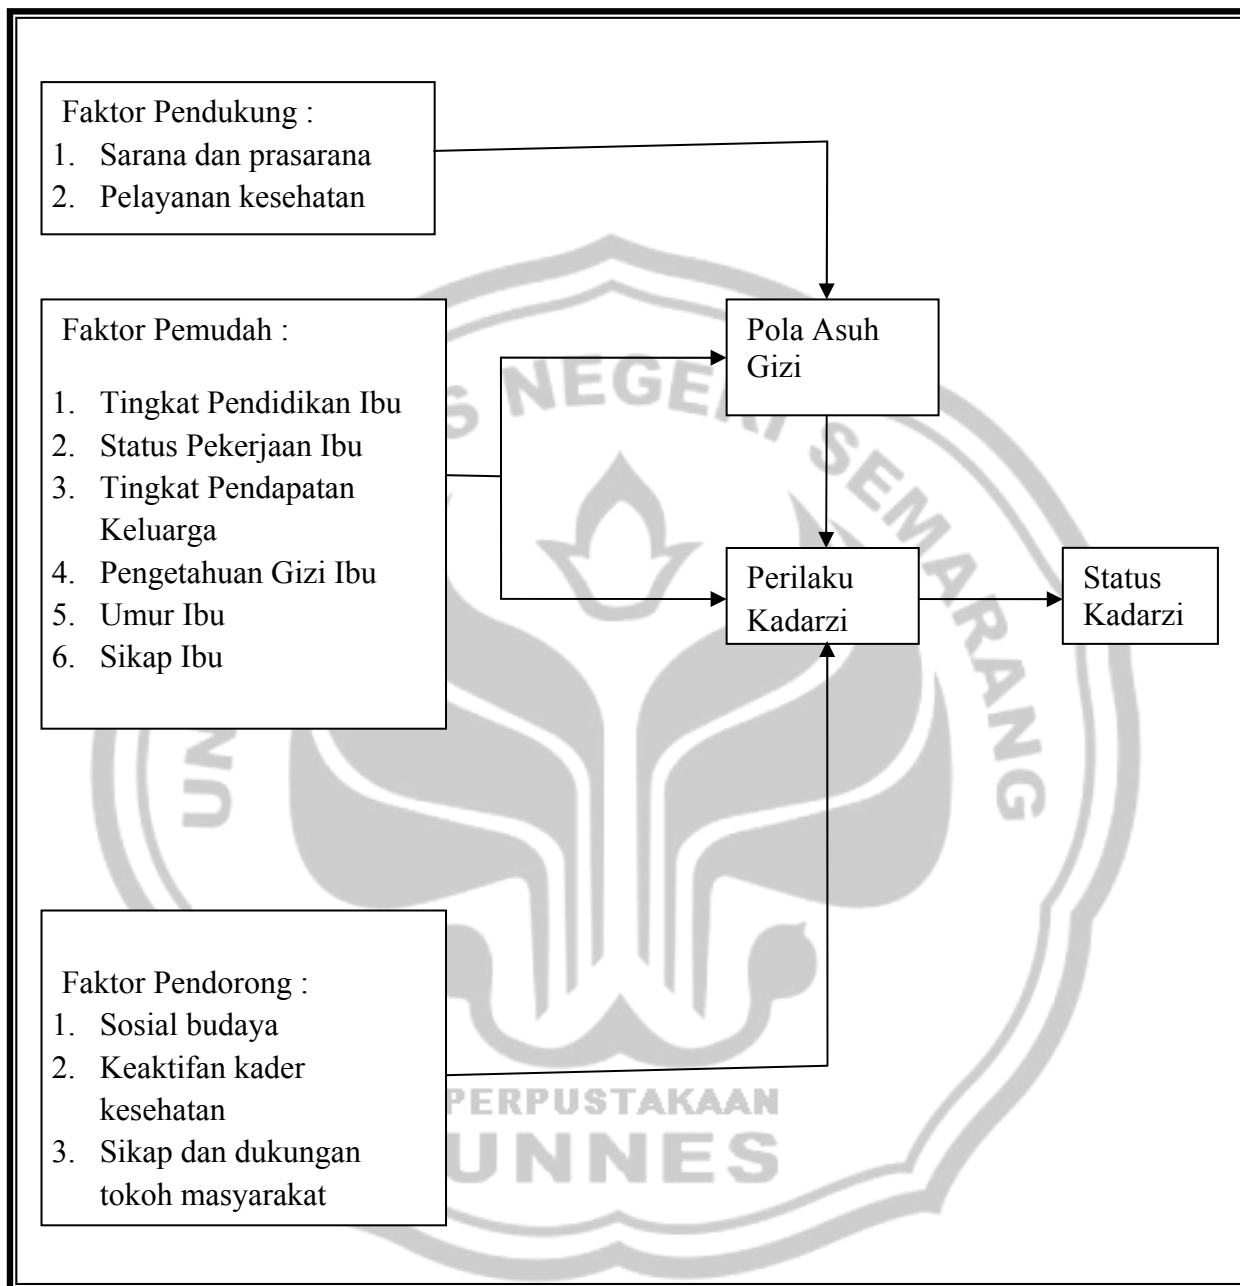 Faktor Pendukung :
1. Sarana dan prasarana
2. Pelayanan kesehatan
Faktor Pemudah :
1. Tingkat Pendidikan Ibu
2. Status Pekerjaan Ibu
3. Tingkat Pendapatan
Keluarga
4. Pengetahuan Gizi Ibu
5. Umur Ibu
6. Sikap Ibu
Pola Asuh
Gizi
Perilaku
Kadarzi
Status
Kadarzi
Faktor Pendorong :
1. Sosial budaya
2. Keaktifan kader
kesehatan
3. Sikap dan dukungan
tokoh masyarakat
NEGERI SEMARANG
PERPUSTAKAAN
UNNES